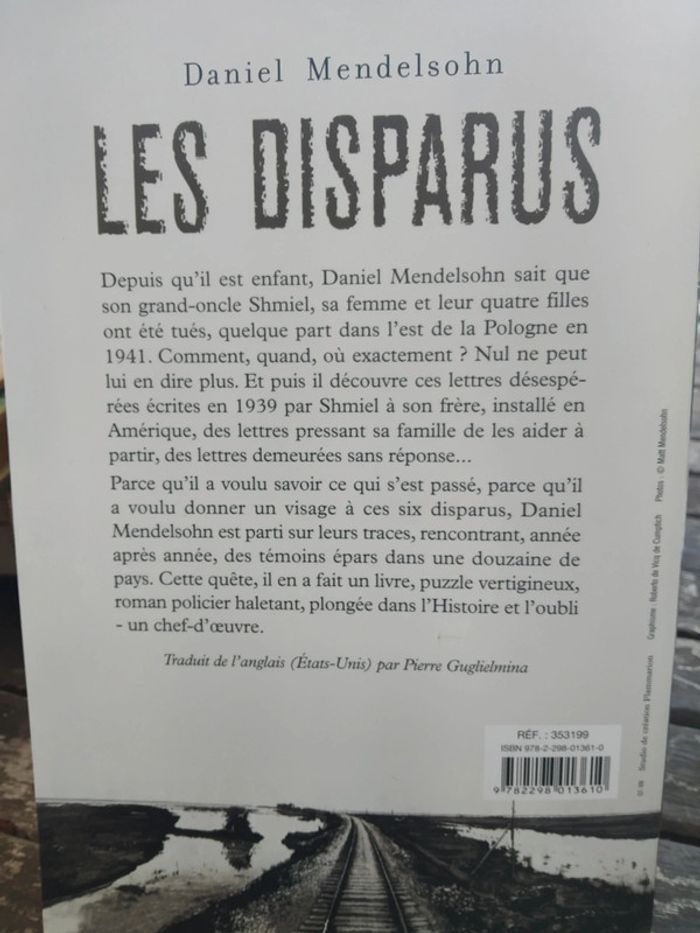 Daniel Mendelsohn
LES DISPARUS
Depuis qu'il est enfant, Daniel Mendelsohn sait que
son grand-oncle Shmiel, sa femme et leur quatre filles
ont été tués, quelque part dans l'est de la Pologne en
1941. Comment, quand, où exactement ? Nul ne peut
lui en dire plus. Et puis il découvre ces lettres désespé-
rées écrites en 1939 par Shmiel à son frère, installé en
Amérique, des lettres pressant sa famille de les aider à
partir, des lettres demeurées sans réponse...
Parce qu'il a voulu savoir ce qui s'est passé, parce qu'il
a voulu donner un visage à ces six disparus, Daniel
Mendelsohn est parti sur leurs traces, rencontrant, année
après année, des témoins épars dans une douzaine de
pays. Cette quête, il en a fait un livre, puzzle vertigineux,
roman policier haletant, plongée dans l'Histoire et l'oubli
- un chef-d'œuvre.
Traduit de l'anglais (États-Unis) par Pierre Guglielmina
RÉF. : 353199
ISBN 978-2-298-01361-0
9 782298 013610
Studio de création Flammarion Graphisme : Roberto de Vicq de Cumptich Photos : © Matt Mendelsohn